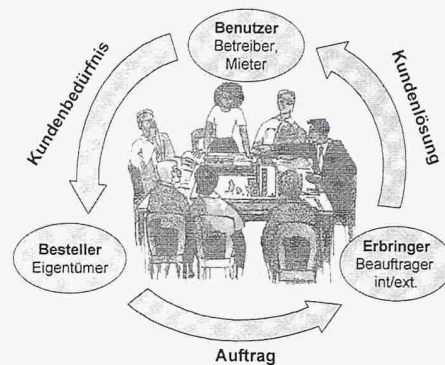 Benutzer
Betreiber,
Mieter
Kundenbedürfnis
Kundenlösung
Besteller
Eigentümer
Erbringer
Beauftrager
int/ext.
Auftrag